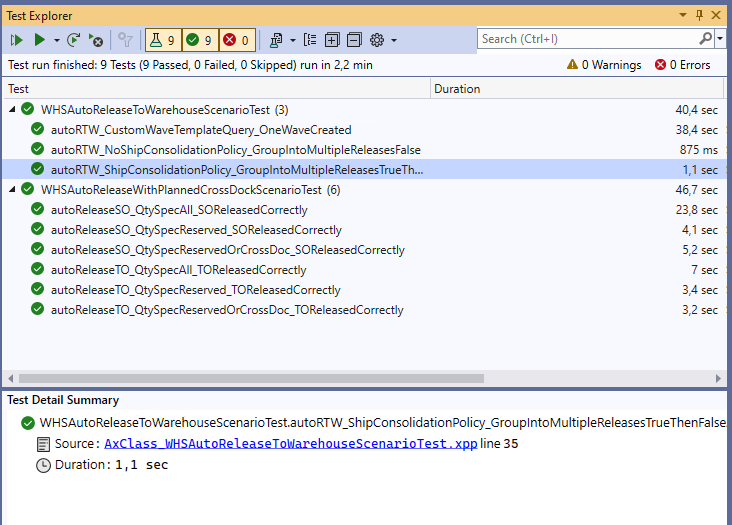 Test Explorer
9 9 0 Search (Ctrl+I)
Test run finished: 9 Tests (9 Passed, 0 Failed, 0 Skipped) run in 2,2 min 0 Warnings 0 Errors
Test Duration
WHSAutoReleaseToWarehouseScenarioTest (3) 40,4 sec
autoRTW_CustomWaveTemplateQuery_OneWaveCreated 38,4 sec
autoRTW_NoShipConsolidationPolicy_GroupIntoMultipleReleasesFalse 875 ms
autoRTW_ShipConsolidationPolicy_GroupIntoMultipleReleasesTrueTh... 1,1 sec
WHSAutoReleaseWithPlannedCrossDockScenarioTest (6) 46,7 sec
autoReleaseSO_QtySpecAll_SOReleasedCorrectly 23,8 sec
autoReleaseSO_QtySpecReserved_SOReleasedCorrectly 4,1 sec
autoReleaseSO_QtySpecReservedOrCrossDoc_SOReleasedCorrectly 5,2 sec
autoReleaseTO_QtySpecAll_TOReleasedCorrectly 7 sec
autoReleaseTO_QtySpecReserved_TOReleasedCorrectly 3,4 sec
autoReleaseTO_QtySpecReservedOrCrossDoc_TOReleasedCorrectly 3,2 sec
Test Detail Summary
WHSAutoReleaseToWarehouseScenarioTest.autoRTW_ShipConsolidationPolicy_GroupIntoMultipleReleasesTrueThenFalse
Source: AxClass_WHSAutoReleaseToWarehouseScenarioTest.xpp line 35
Duration: 1,1 sec